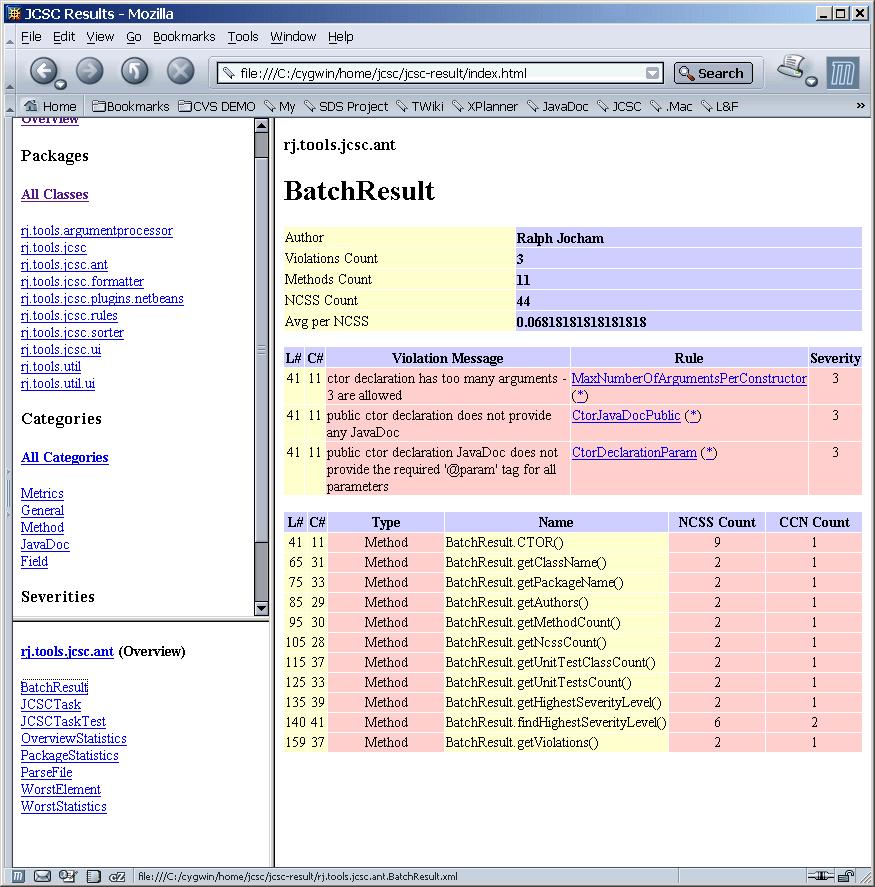 JCSC Results - Mozilla
File Edit View Go Bookmarks Tools Window Help
file:///C:/cygwin/home/jcsc/jcsc-result/index.html Search
Home Bookmarks CVS DEMO My SDS Project TWiki XPlanner JavaDoc JCSC .Mac L&F »
Overview
Packages
All Classes
rj.tools.argumentprocessor
rj.tools.jcsc
rj.tools.jcsc.ant
rj.tools.jcsc.formatter
rj.tools.jcsc.plugins.netbeans
rj.tools.jcsc.rules
rj.tools.jcsc.sorter
rj.tools.jcsc.ui
rj.tools.util
rj.tools.util.ui
Categories
All Categories
Metrics
General
Method
JavaDoc
Field
Severities
rj.tools.jcsc.ant (Overview)
BatchResult
JCSCTask
JCSCTaskTest
OverviewStatistics
PackageStatistics
ParseFile
WorstElement
WorstStatistics
rj.tools.jcsc.ant
BatchResult
Author Ralph Jocham
Violations Count 3
Methods Count 11
NCSS Count 44
Avg per NCSS 0.06818181818181818
L# C# Violation Message Rule Severity
41 11 ctor declaration has too many arguments - MaxNumberOfArgumentsPerConstructor 3
3 are allowed (*)
41 11 public ctor declaration does not provide CtorJavaDocPublic (*) 3
any JavaDoc
41 11 public ctor declaration JavaDoc does not CtorDeclarationParam (*) 3
provide the required '@param' tag for all
parameters
L# C# Type Name NCSS Count CCN Count
41 11 Method BatchResult.CTOR() 9 1
65 31 Method BatchResult.getClassName() 2 1
75 33 Method BatchResult.getPackageName() 2 1
85 29 Method BatchResult.getAuthors() 2 1
95 30 Method BatchResult.getMethodCount() 2 1
105 28 Method BatchResult.getNcssCount() 2 1
115 37 Method BatchResult.getUnitTestClassCount() 2 1
125 33 Method BatchResult.getUnitTestsCount() 2 1
135 39 Method BatchResult.getHighestSeverityLevel() 2 1
140 41 Method BatchResult.findHighestSeverityLevel() 6 2
159 37 Method BatchResult.getViolations() 2 1
file:///C:/cygwin/home/jcsc/jcsc-result/rj.tools.jcsc.ant.BatchResult.xml